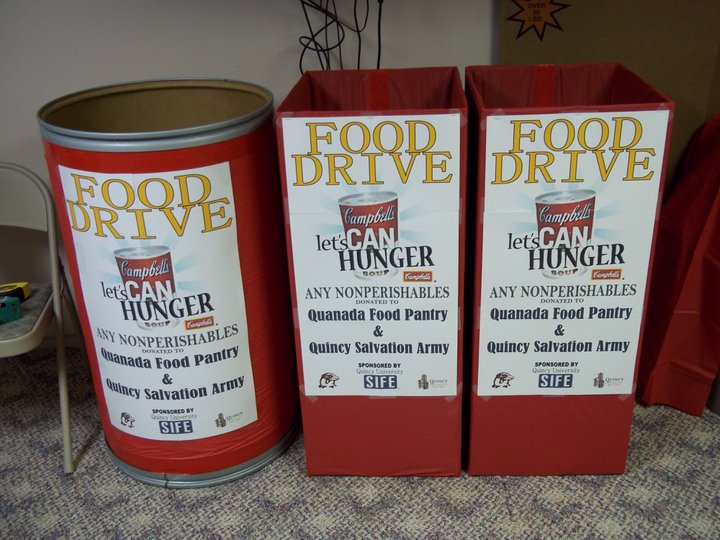 OVER
60
LBS
FOOD
DRIVE
Campbell's
let's CAN
HUNGER
SOUP
Campbell's
ANY NONPERISHABLES
DONATED TO
Quanada Food Pantry
&
Quincy Salvation Army
SPONSORED BY
Quincy University
SIFE
QUINCY
FOOD
DRIVE
Campbell's
let's CAN
HUNGER
SOUP
Campbell's
ANY NONPERISHABLES
DONATED TO
Quanada Food Pantry
&
Quincy Salvation Army
SPONSORED BY
Quincy University
SIFE
QUINCY
FOOD
DRIVE
Campbell's
let's CAN
HUNGER
SOUP
Campbell's
ANY NONPERISHABLES
DONATED TO
Quanada Food Pantry
&
Quincy Salvation Army
SPONSORED BY
Quincy University
SIFE
QUINCY